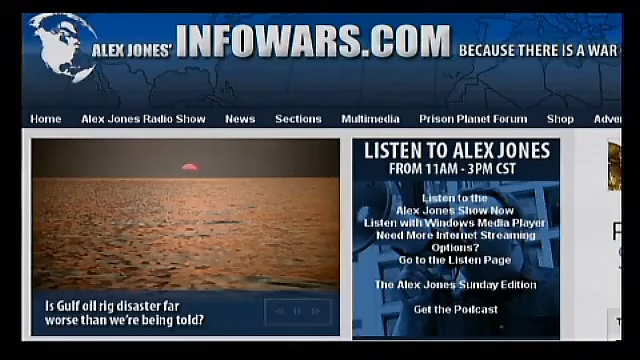 ALEX JONES' INFOWARS.COM BECAUSE THERE IS A WAR
Home Alex Jones Radio Show News Sections Multimedia Prison Planet Forum Shop Adve
LISTEN TO ALEX JONES
FROM 11AM - 3PM CST
Listen to the
Alex Jones Show Now
Listen with Windows Media Player
Need More Internet Streaming
Options?
Go to the Listen Page
The Alex Jones Sunday Edition
Get the Podcast
Is Gulf oil rig disaster far
worse than we're being told?